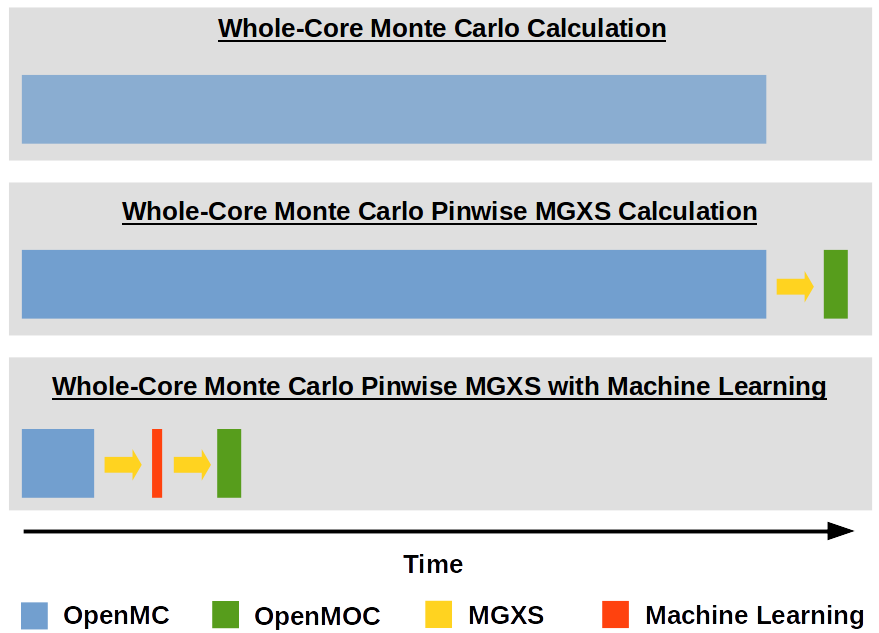 Whole-Core Monte Carlo Calculation
Whole-Core Monte Carlo Pinwise MGXS Calculation
Whole-Core Monte Carlo Pinwise MGXS with Machine Learning
Time
OpenMC OpenMOC MGXS Machine Learning